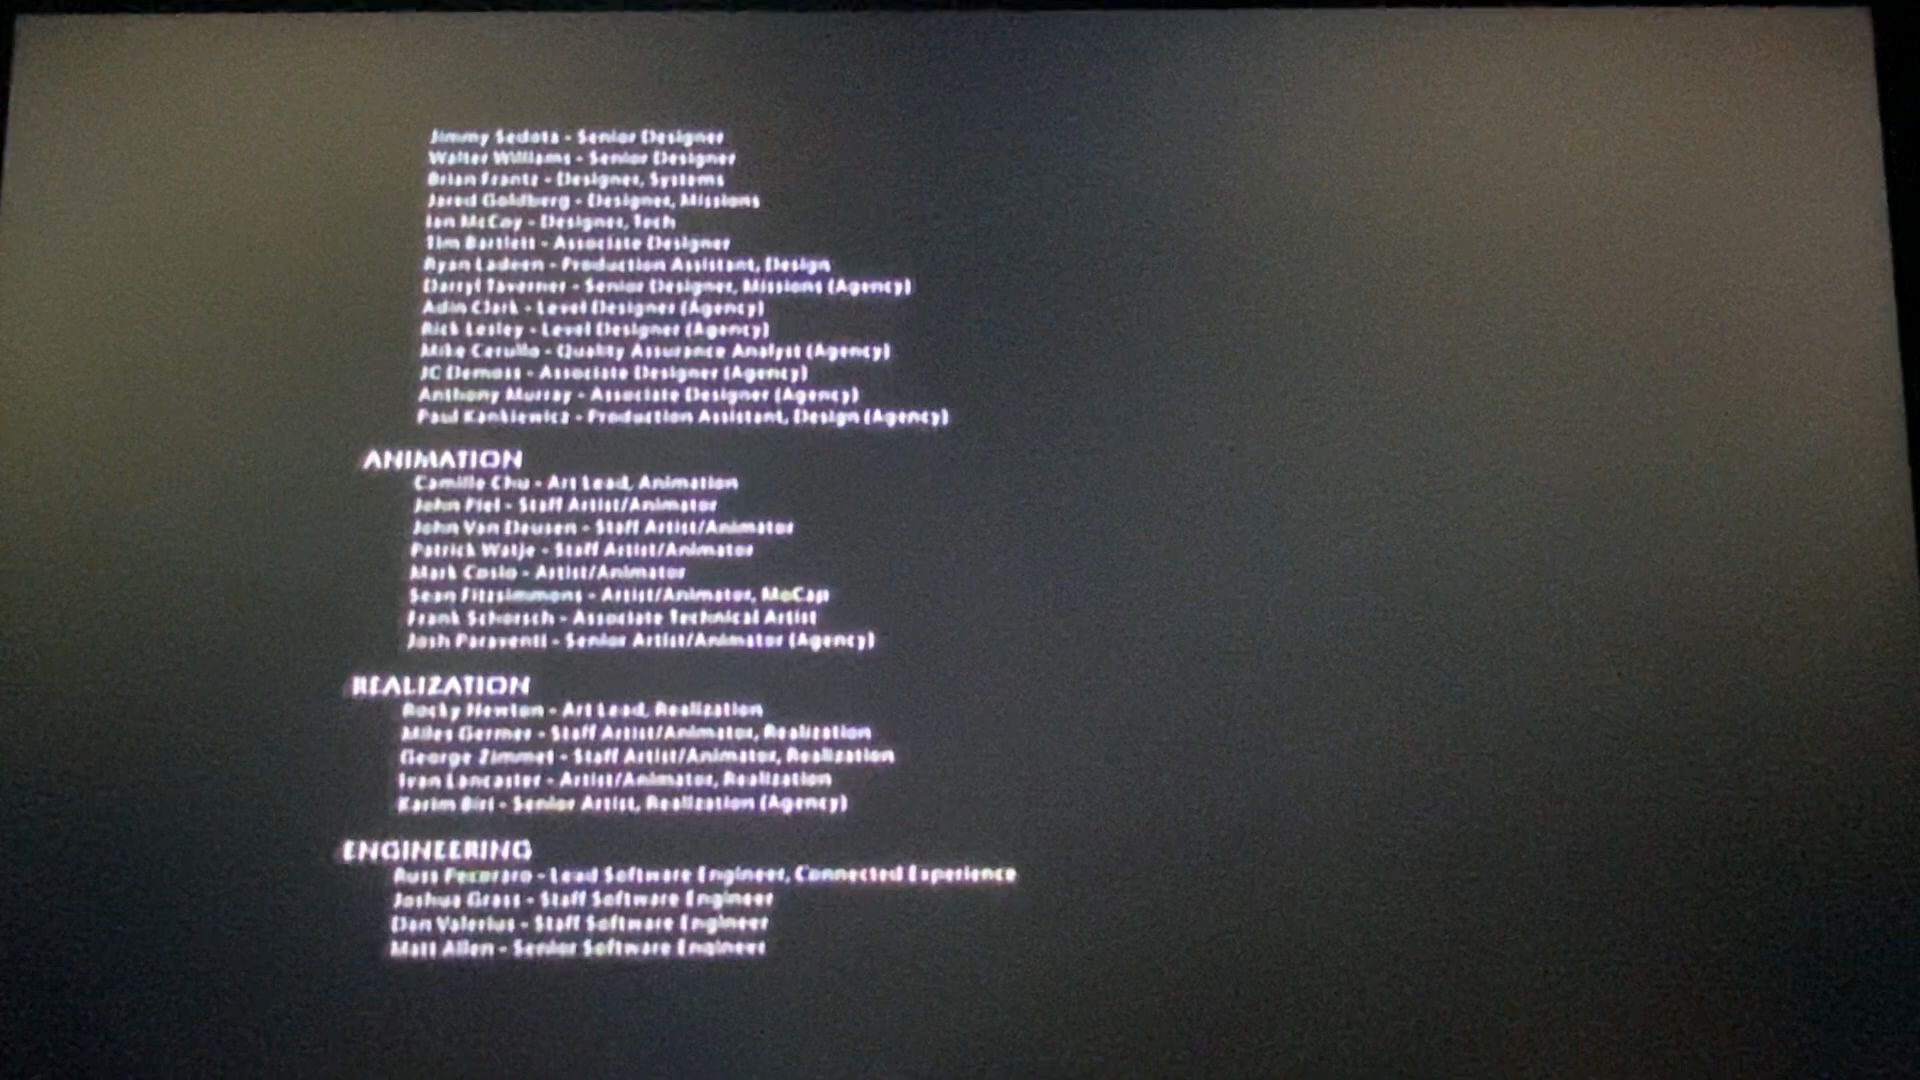 Jimmy Sedota - Senior Designer
Walter Williams - Senior Designer
Brian Frantz - Designer, Systems
Jared Goldberg - Designer, Missions
Ian McCoy - Designer, Tech
Tim Bartlett - Associate Designer
Ryan Ladeen - Production Assistant, Design
Darryl Taverner - Senior Designer, Missions (Agency)
Adin Clark - Level Designer (Agency)
Rick Lesley - Level Designer (Agency)
Mike Cerullo - Quality Assurance Analyst (Agency)
JC Demoss - Associate Designer (Agency)
Anthony Murray - Associate Designer (Agency)
Paul Kankiewicz - Production Assistant, Design (Agency)
ANIMATION
Camille Chu - Art Lead, Animation
John Piel - Staff Artist/Animator
John Van Deusen - Staff Artist/Animator
Patrick Watje - Staff Artist/Animator
Mark Cosio - Artist/Animator
Sean Fitzsimmons - Artist/Animator, MoCap
Frank Schorsch - Associate Technical Artist
Josh Paraventi - Senior Artist/Animator (Agency)
REALIZATION
Rocky Newton - Art Lead, Realization
Miles Germer - Staff Artist/Animator, Realization
George Zimmet - Staff Artist/Animator, Realization
Ivan Lancaster - Artist/Animator, Realization
Karim Biri - Senior Artist, Realization (Agency)
ENGINEERING
Russ Pecoraro - Lead Software Engineer, Connected Experience
Joshua Grass - Staff Software Engineer
Dan Valerius - Staff Software Engineer
Matt Allen - Senior Software Engineer